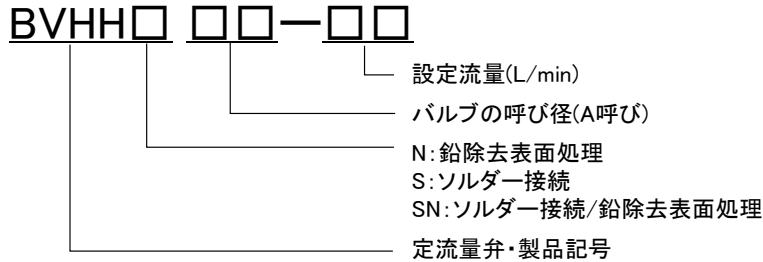 BVHH□ □□ー□□
設定流量(L/min)
バルブの呼び径(A呼び)
N:鉛除去表面処理
S:ソルダー接続
SN:ソルダー接続/鉛除去表面処理
定流量弁・製品記号